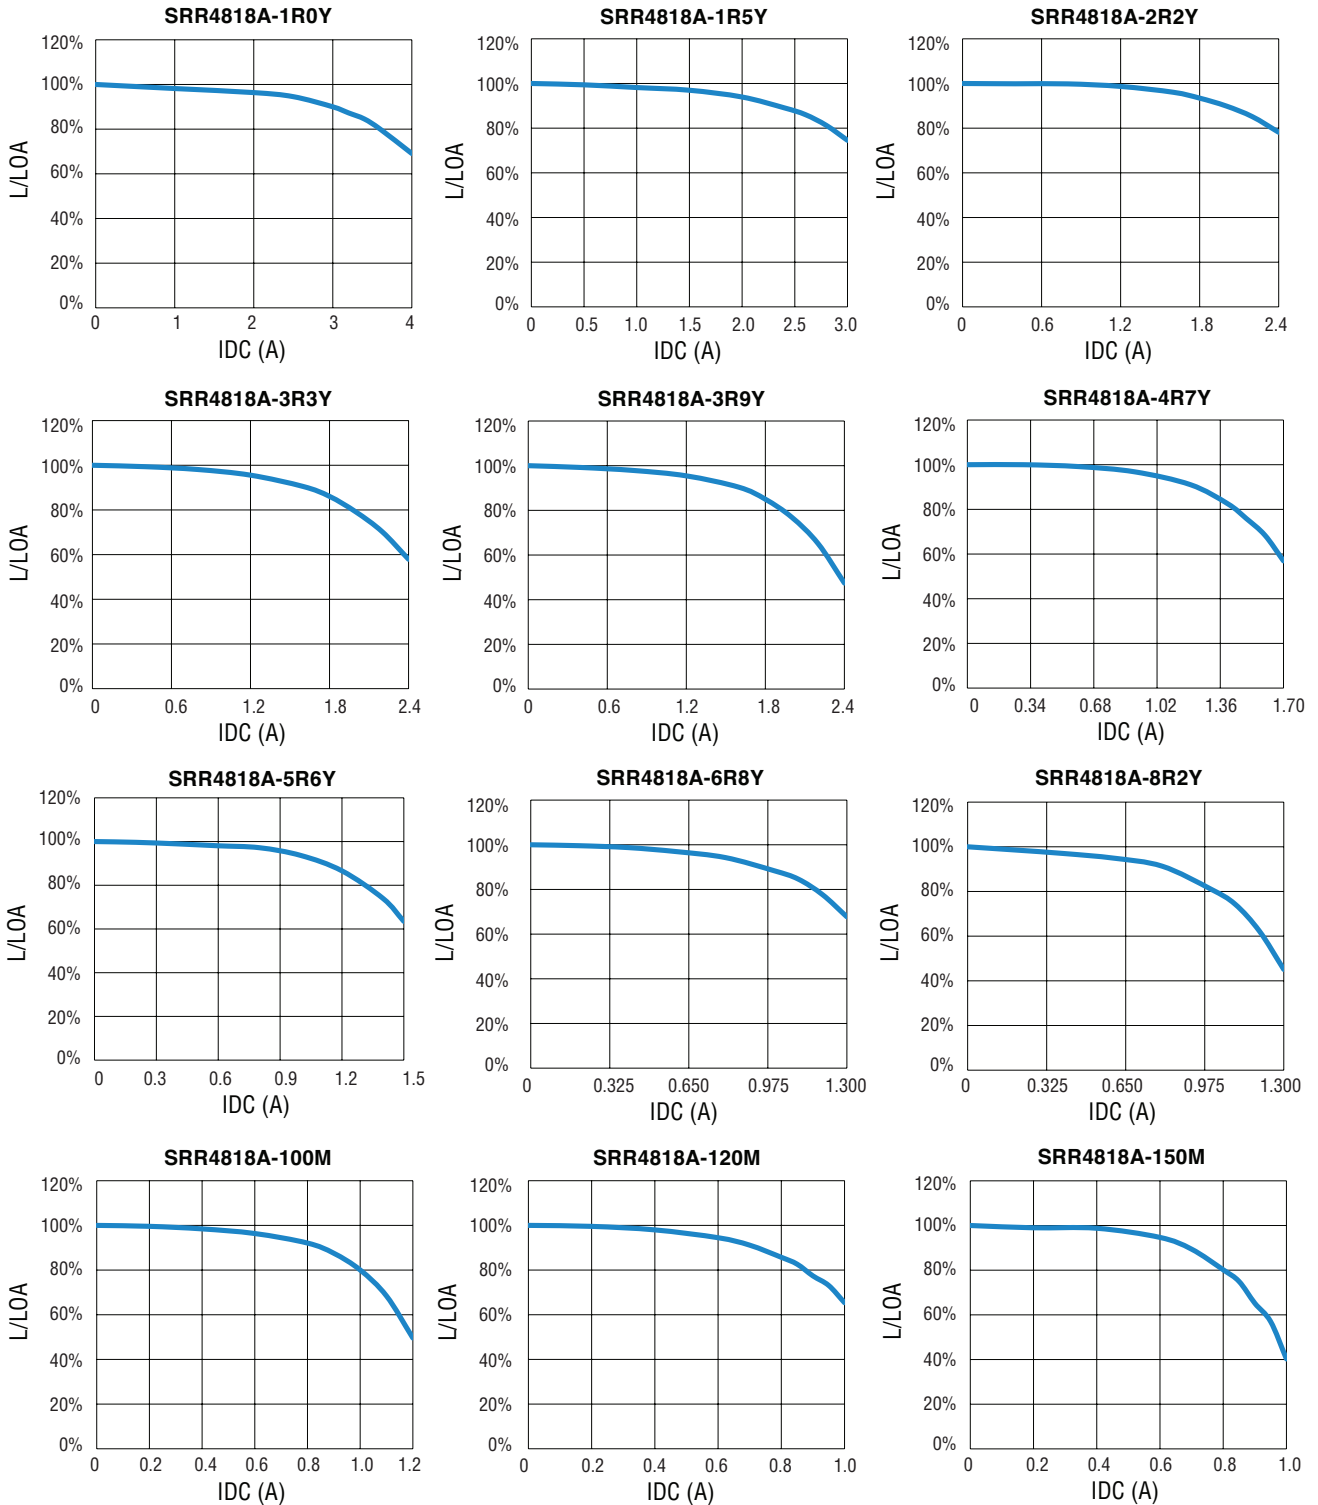 SRR4818A-1R0Y
120%
100%
80%
60%
40%
20%
0%
L/LOA
0 1 2 3 4
IDC (A)
SRR4818A-1R5Y
120%
100%
80%
60%
40%
20%
0%
L/LOA
0 0.5 1.0 1.5 2.0 2.5 3.0
IDC (A)
SRR4818A-2R2Y
120%
100%
80%
60%
40%
20%
0%
L/LOA
0 0.6 1.2 1.8 2.4
IDC (A)
SRR4818A-3R3Y
120%
100%
80%
60%
40%
20%
0%
L/LOA
0 0.6 1.2 1.8 2.4
IDC (A)
SRR4818A-3R9Y
120%
100%
80%
60%
40%
20%
0%
L/LOA
0 0.6 1.2 1.8 2.4
IDC (A)
SRR4818A-4R7Y
120%
100%
80%
60%
40%
20%
0%
L/LOA
0 0.34 0.68 1.02 1.36 1.70
IDC (A)
SRR4818A-5R6Y
120%
100%
80%
60%
40%
20%
0%
L/LOA
0 0.3 0.6 0.9 1.2 1.5
IDC (A)
SRR4818A-6R8Y
120%
100%
80%
60%
40%
20%
0%
L/LOA
0 0.325 0.650 0.975 1.300
IDC (A)
SRR4818A-8R2Y
120%
100%
80%
60%
40%
20%
0%
L/LOA
0 0.325 0.650 0.975 1.300
IDC (A)
SRR4818A-100M
120%
100%
80%
60%
40%
20%
0%
L/LOA
0 0.2 0.4 0.6 0.8 1.0 1.2
IDC (A)
SRR4818A-120M
120%
100%
80%
60%
40%
20%
0%
L/LOA
0 0.2 0.4 0.6 0.8 1.0
IDC (A)
SRR4818A-150M
120%
100%
80%
60%
40%
20%
0%
L/LOA
0 0.2 0.4 0.6 0.8 1.0
IDC (A)